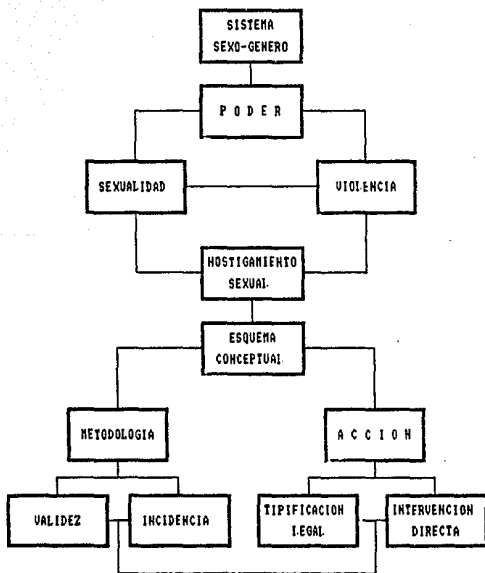 SISTEMA
SEXO-GENERO
P O D E R
SEXUALIDAD
VIOLENCIA
HOSTIGAMIENTO
SEXUAL
ESQUEMA
CONCEPTUAL
METODOLOGIA
A C C I O N
VALIDEZ
INCIDENCIA
TIPIFICACION
LEGAL
INTERVENCION
DIRECTA